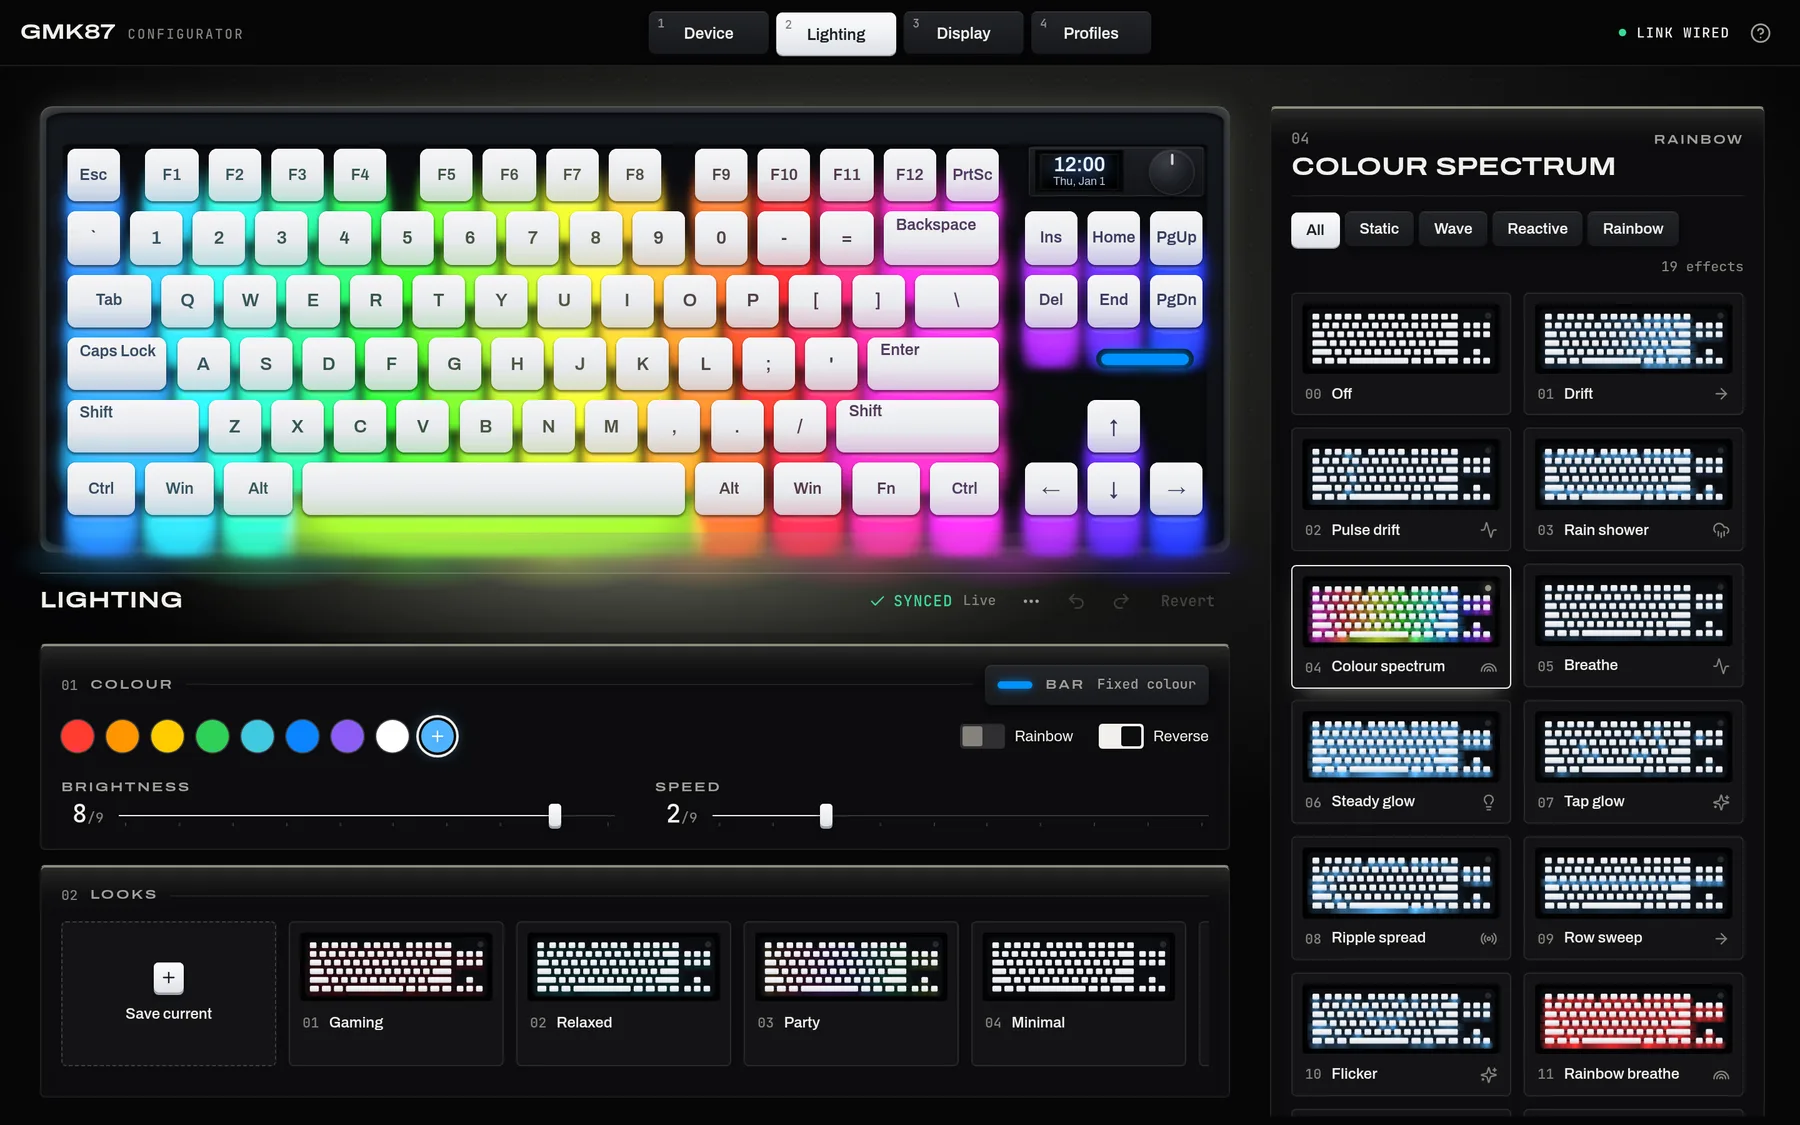 GMK87 CONFIGURATOR
1 Device
2 Lighting
3 Display
4 Profiles
LINK WIRED
?
Esc F1 F2 F3 F4 F5 F6 F7 F8 F9 F10 F11 F12 PrtSc
12:00
Thu, Jan 1
` 1 2 3 4 5 6 7 8 9 0 - = Backspace Ins Home PgUp
Tab Q W E R T Y U I O P [ ] \ Del End PgDn
Caps Lock A S D F G H J K L ; ' Enter
Shift Z X C V B N M , . / Shift ↑
Ctrl Win Alt Alt Win Fn Ctrl ← ↓ →
LIGHTING
SYNCED Live
Revert
01 COLOUR
BAR Fixed colour
Rainbow
Reverse
BRIGHTNESS
8/9
SPEED
2/9
02 LOOKS
Save current
01 Gaming
02 Relaxed
03 Party
04 Minimal
04
RAINBOW
COLOUR SPECTRUM
All Static Wave Reactive Rainbow
19 effects
00 Off
01 Drift
02 Pulse drift
03 Rain shower
04 Colour spectrum
05 Breathe
06 Steady glow
07 Tap glow
08 Ripple spread
09 Row sweep
10 Flicker
11 Rainbow breathe